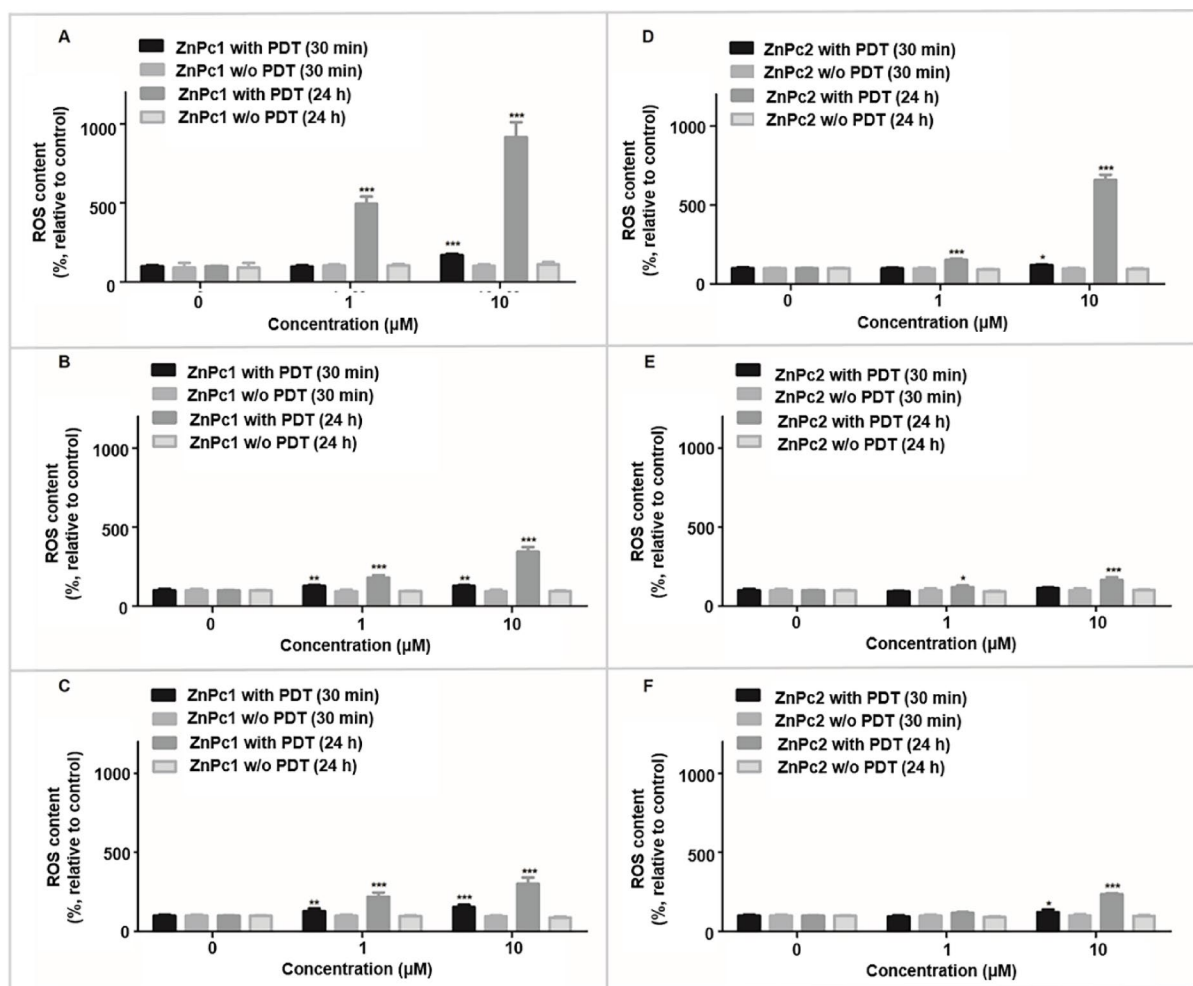 A
ZnPc1 with PDT (30 min)
ZnPc1 w/o PDT (30 min)
ZnPc1 with PDT (24 h)
ZnPc1 w/o PDT (24 h)
ROS content
(%, relative to control)
1000
500
0
***
***
***
0
1
10
Concentration (µM)
D
ZnPc2 with PDT (30 min)
ZnPc2 w/o PDT (30 min)
ZnPc2 with PDT (24 h)
ZnPc2 w/o PDT (24 h)
ROS content
(%, relative to control)
1000
500
0
***
*
***
0
1
10
Concentration (µM)
B
ZnPc1 with PDT (30 min)
ZnPc1 w/o PDT (30 min)
ZnPc1 with PDT (24 h)
ZnPc1 w/o PDT (24 h)
ROS content
(%, relative to control)
1000
500
0
**
***
**
***
0
1
10
Concentration (µM)
E
ZnPc2 with PDT (30 min)
ZnPc2 w/o PDT (30 min)
ZnPc2 with PDT (24 h)
ZnPc2 w/o PDT (24 h)
ROS content
(%, relative to control)
1000
500
0
*
***
0
1
10
Concentration (µM)
C
ZnPc1 with PDT (30 min)
ZnPc1 w/o PDT (30 min)
ZnPc1 with PDT (24 h)
ZnPc1 w/o PDT (24 h)
ROS content
(%, relative to control)
1000
500
0
**
***
***
***
0
1
10
Concentration (µM)
F
ZnPc2 with PDT (30 min)
ZnPc2 w/o PDT (30 min)
ZnPc2 with PDT (24 h)
ZnPc2 w/o PDT (24 h)
ROS content
(%, relative to control)
1000
500
0
*
***
0
1
10
Concentration (µM)